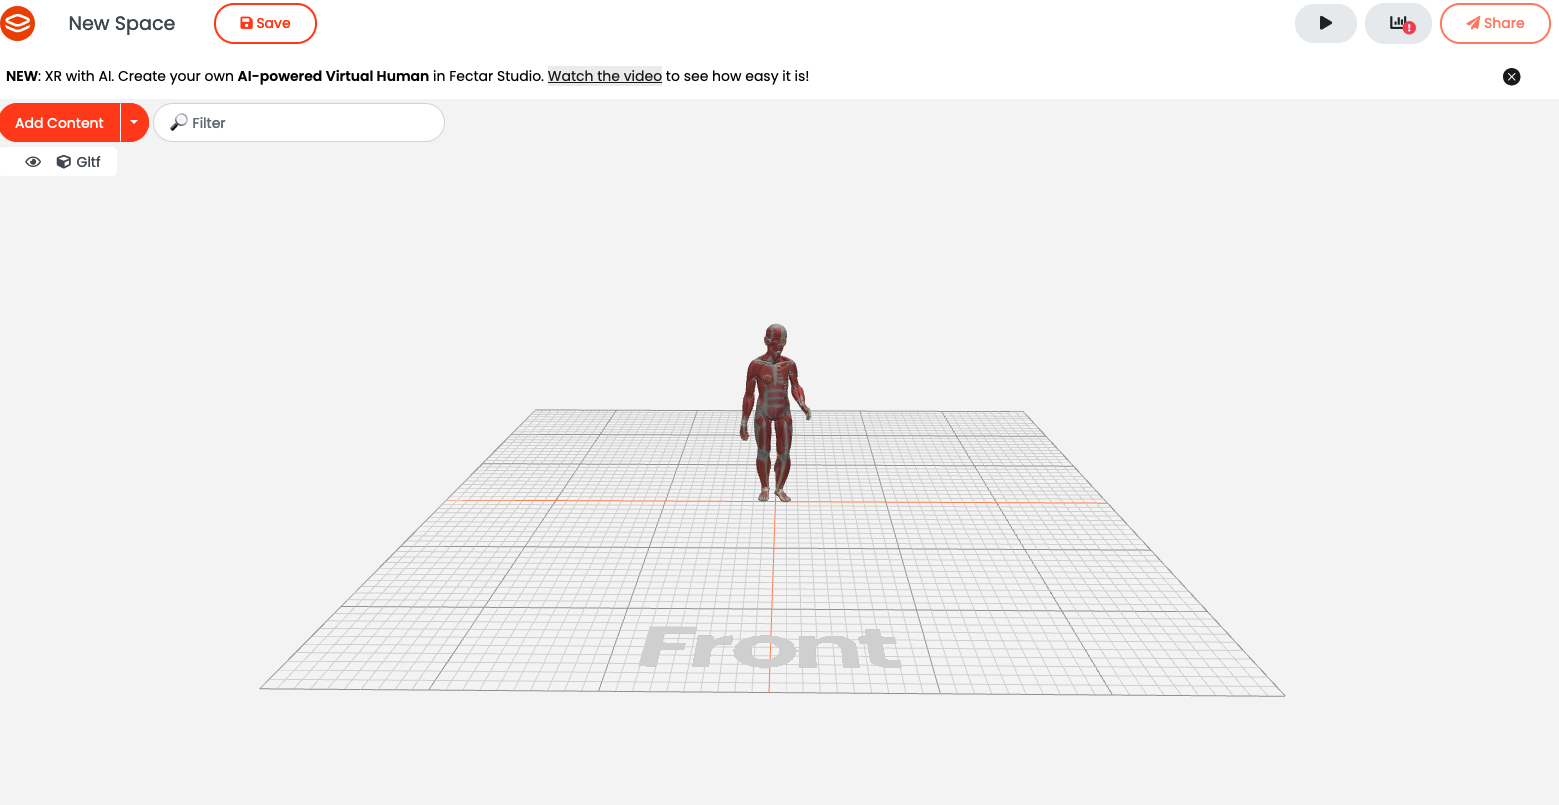 New Space
Save
Share
NEW: XR with AI. Create your own AI-powered Virtual Human in Fectar Studio. Watch the video to see how easy it is!
Add Content
Filter
Gltf
Front